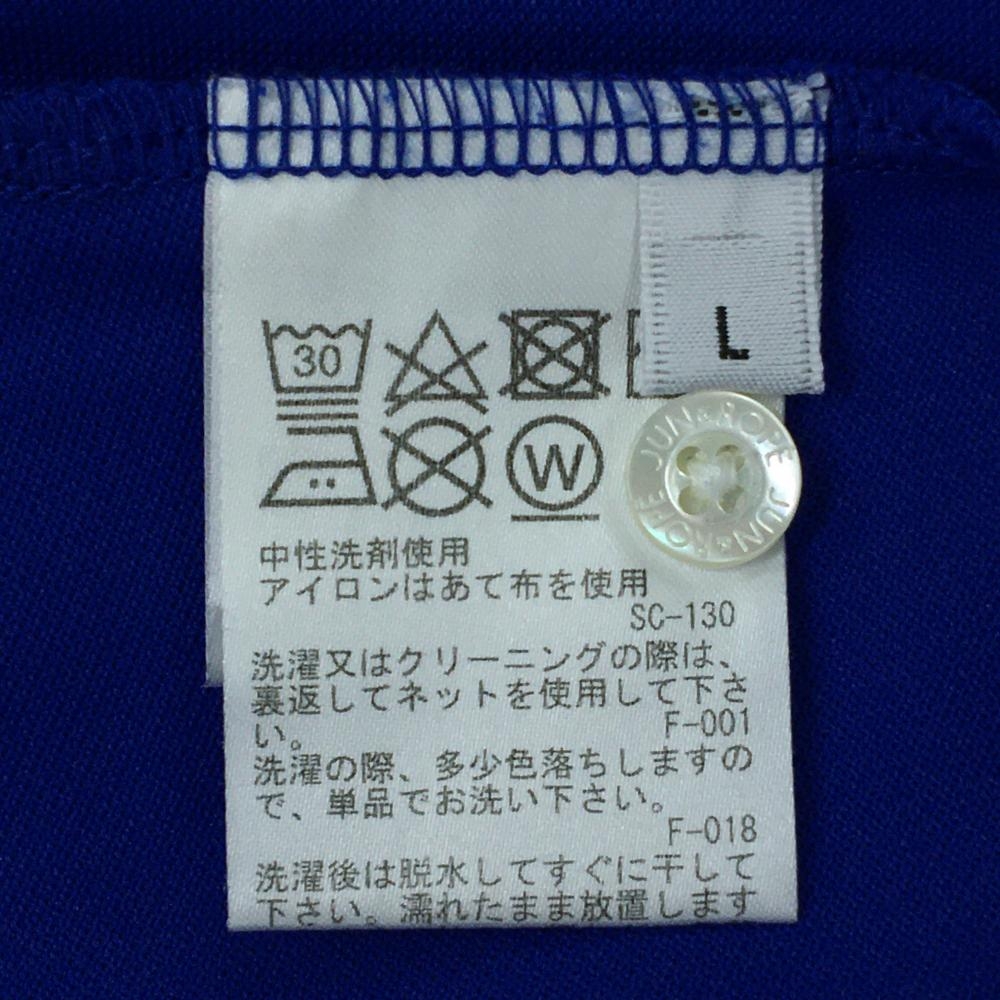 L
30
W
JUN&ROPE JUN&ROPE
中性洗剤使用
アイロンはあて布を使用
SC-130
洗濯又はクリーニングの際は、
裏返してネットを使用して下さ
い。
F-001
洗濯の際、多少色落ちしますの
で、単品でお洗い下さい。
F-018
洗濯後は脱水してすぐに干して
下さい。濡れたまま放置します